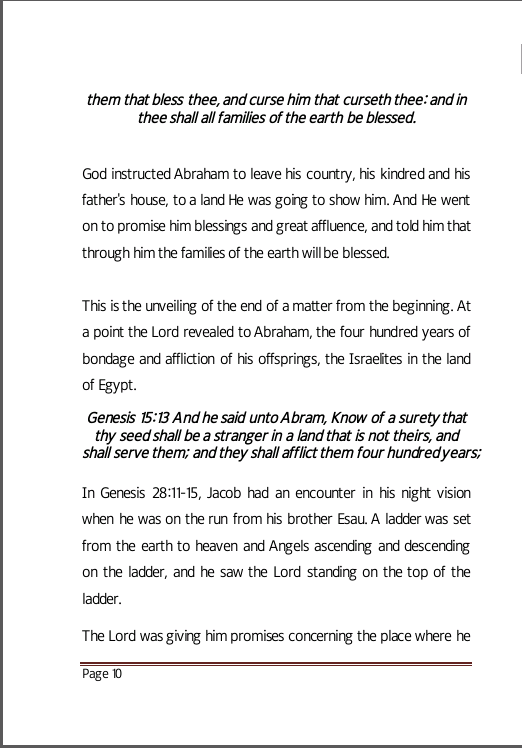 them that bless thee, and curse him that curseth thee: and in
thee shall all families of the earth be blessed.
God instructed Abraham to leave his country, his kindred and his
father's house, to a land He was going to show him. And He went
on to promise him blessings and great affluence, and told him that
through him the families of the earth will be blessed.
This is the unveiling of the end of a matter from the beginning. At
a point the Lord revealed to Abraham, the four hundred years of
bondage and affliction of his offsprings, the Israelites in the land
of Egypt.
Genesis 15:13 And he said unto Abram, Know of a surety that
thy seed shall be a stranger in a land that is not theirs, and
shall serve them; and they shall afflict them four hundred years;
In Genesis 28:11-15, Jacob had an encounter in his night vision
when he was on the run from his brother Esau. A ladder was set
from the earth to heaven and Angels ascending and descending
on the ladder, and he saw the Lord standing on the top of the
ladder.
The Lord was giving him promises concerning the place where he
Page 10